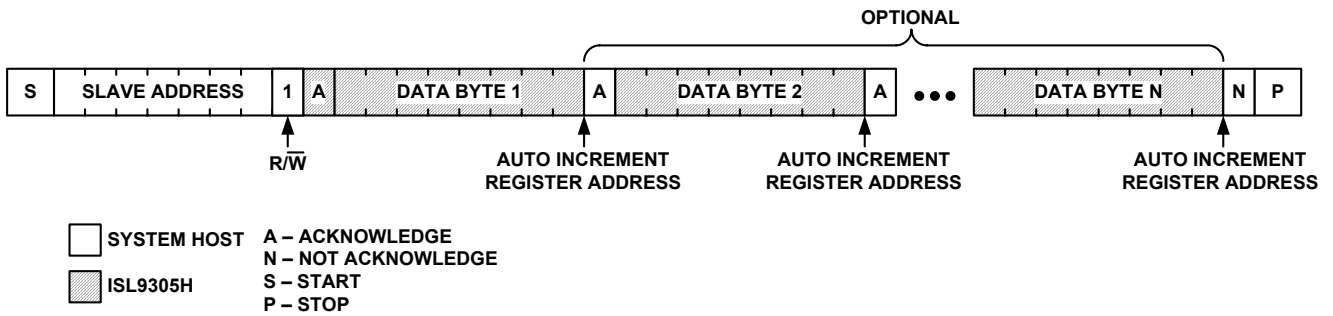 OPTIONAL
S SLAVE ADDRESS 1 A DATA BYTE 1 A DATA BYTE 2 A ●●● DATA BYTE N N P
R/W̅
AUTO INCREMENT
REGISTER ADDRESS
AUTO INCREMENT
REGISTER ADDRESS
AUTO INCREMENT
REGISTER ADDRESS
SYSTEM HOST
ISL9305H
A – ACKNOWLEDGE
N – NOT ACKNOWLEDGE
S – START
P – STOP